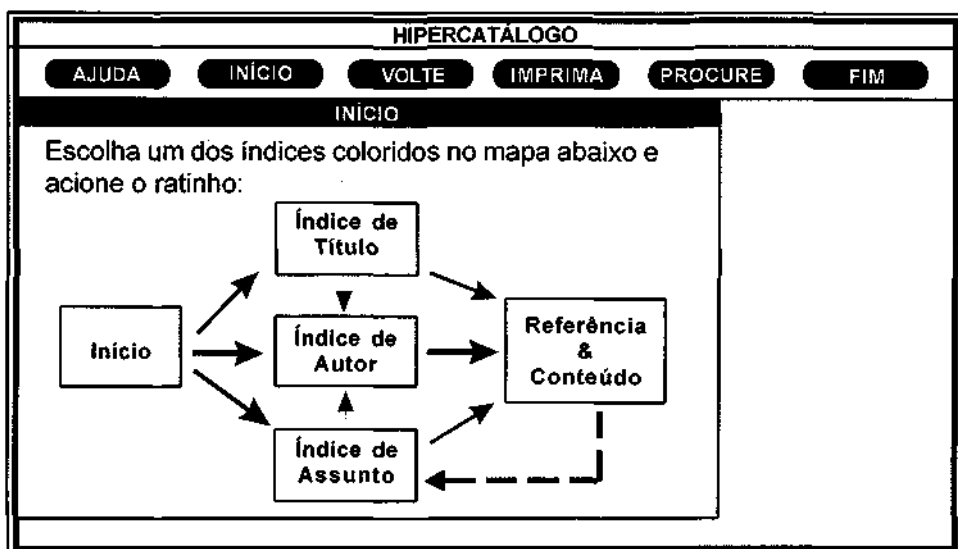 HIPERCATÁLOGO
AJUDA INÍCIO VOLTE IMPRIMA PROCURE FIM
INÍCIO
Escolha um dos índices coloridos no mapa abaixo e
acione o ratinho:
Índice de
Título
Início
Índice de
Autor
Referência
&
Conteúdo
Índice de
Assunto